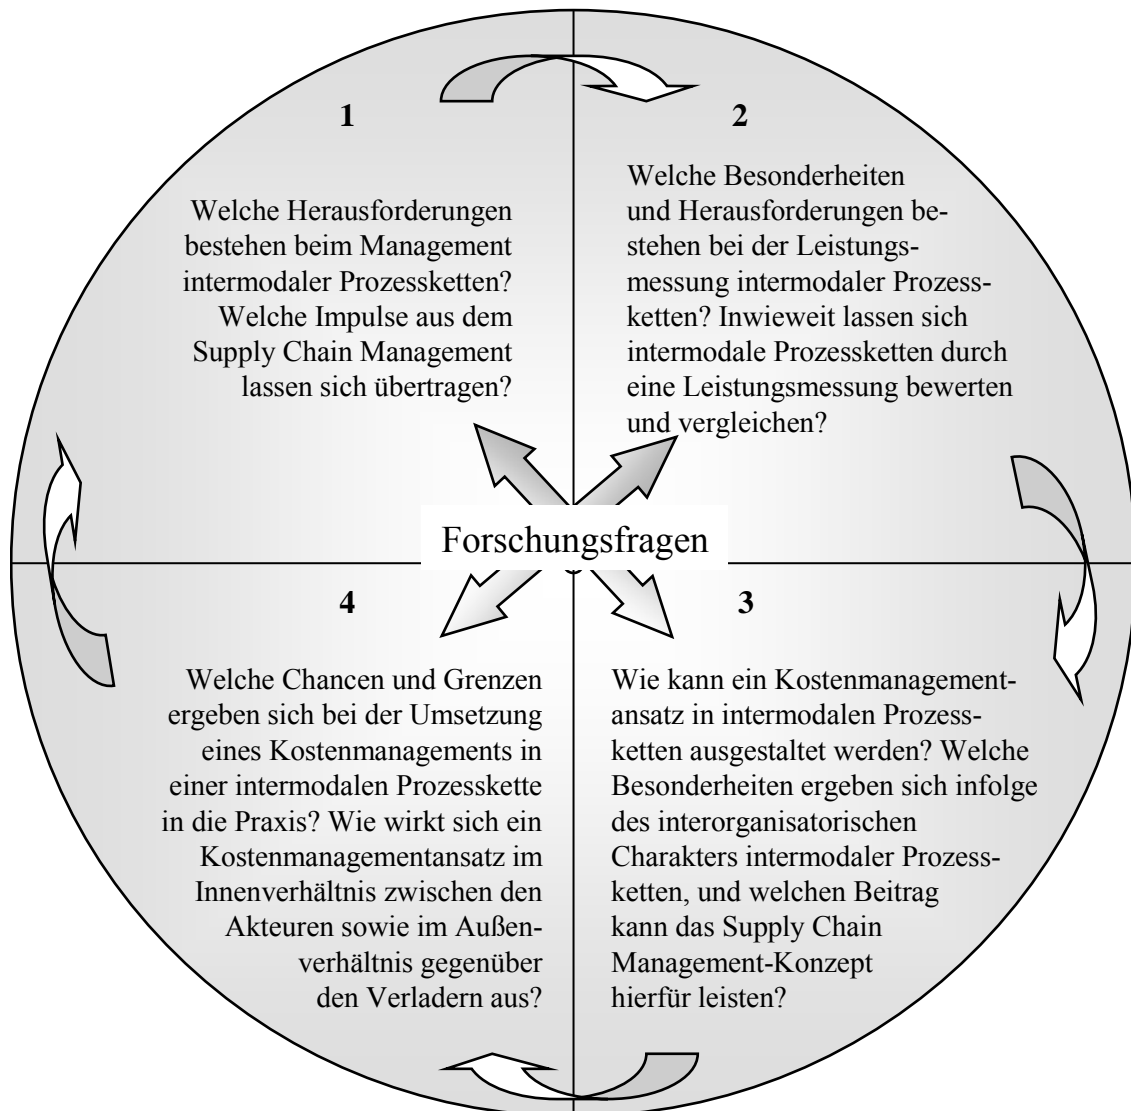 1
Welche Herausforderungen
bestehen beim Management
intermodaler Prozessketten?
Welche Impulse aus dem
Supply Chain Management
lassen sich übertragen?
2
Welche Besonderheiten
und Herausforderungen be-
stehen bei der Leistungs-
messung intermodaler Prozess-
ketten? Inwieweit lassen sich
intermodale Prozessketten durch
eine Leistungsmessung bewerten
und vergleichen?
Forschungsfragen
3
Wie kann ein Kostenmanagement-
ansatz in intermodalen Prozess-
ketten ausgestaltet werden? Welche
Besonderheiten ergeben sich infolge
des interorganisatorischen
Charakters intermodaler Prozess-
ketten, und welchen Beitrag
kann das Supply Chain
Management-Konzept
hierfür leisten?
4
Welche Chancen und Grenzen
ergeben sich bei der Umsetzung
eines Kostenmanagements in
einer intermodalen Prozesskette
in die Praxis? Wie wirkt sich ein
Kostenmanagementansatz im
Innenverhältnis zwischen den
Akteuren sowie im Außen-
verhältnis gegenüber
den Verladern aus?